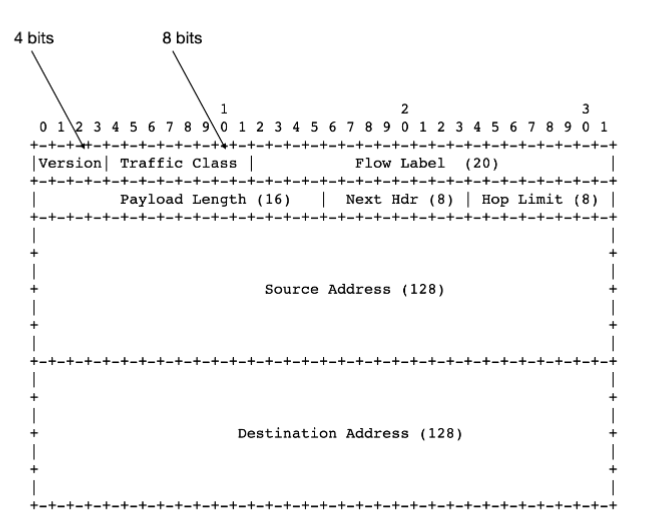 4 bits 8 bits
1 2 3
0 1 2 3 4 5 6 7 8 9 0 1 2 3 4 5 6 7 8 9 0 1 2 3 4 5 6 7 8 9 0 1
+-+-+-+-+-+-+-+-+-+-+-+-+-+-+-+-+-+-+-+-+-+-+-+-+-+-+-+-+-+-+-+-+
|Version| Traffic Class | Flow Label (20) |
+-+-+-+-+-+-+-+-+-+-+-+-+-+-+-+-+-+-+-+-+-+-+-+-+-+-+-+-+-+-+-+-+
| Payload Length (16) | Next Hdr (8) | Hop Limit (8) |
+-+-+-+-+-+-+-+-+-+-+-+-+-+-+-+-+-+-+-+-+-+-+-+-+-+-+-+-+-+-+-+-+
| |
+ +
| |
+ Source Address (128) +
| |
+ +
| |
+-+-+-+-+-+-+-+-+-+-+-+-+-+-+-+-+-+-+-+-+-+-+-+-+-+-+-+-+-+-+-+-+
| |
+ +
| |
+ Destination Address (128) +
| |
+ +
| |
+-+-+-+-+-+-+-+-+-+-+-+-+-+-+-+-+-+-+-+-+-+-+-+-+-+-+-+-+-+-+-+-+